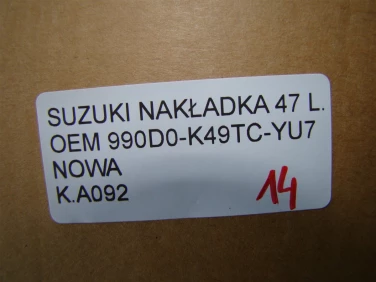 SUZUKI NAKŁADKA 47 L.
OEM 990D0-K49TC-YU7
NOWA
K.A092
14